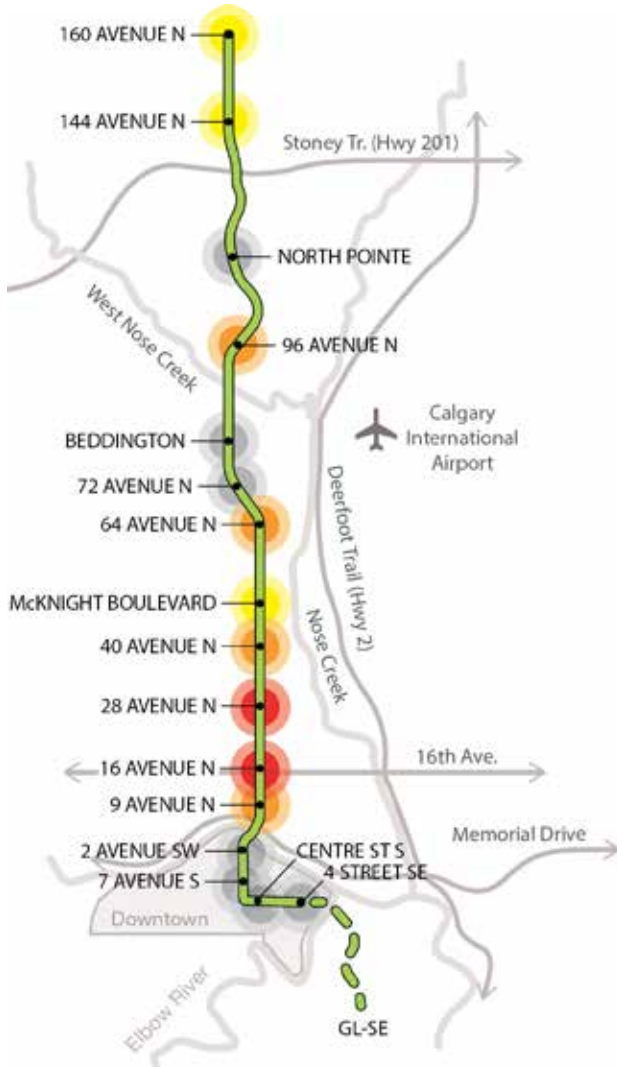 160 AVENUE N
144 AVENUE N
Stoney Tr. (Hwy 201)
NORTH POINTE
West Nose Creek
96 AVENUE N
Calgary
International
Airport
BEDDINGTON
72 AVENUE N
64 AVENUE N
Deerfoot Trail (Hwy 2)
McKNIGHT BOULEVARD
Nose Creek
40 AVENUE N
28 AVENUE N
16 AVENUE N
16th Ave.
9 AVENUE N
Memorial Drive
2 AVENUE SW
CENTRE ST S
4 STREET SE
7 AVENUE S
Downtown
Elbow River
GL-SE